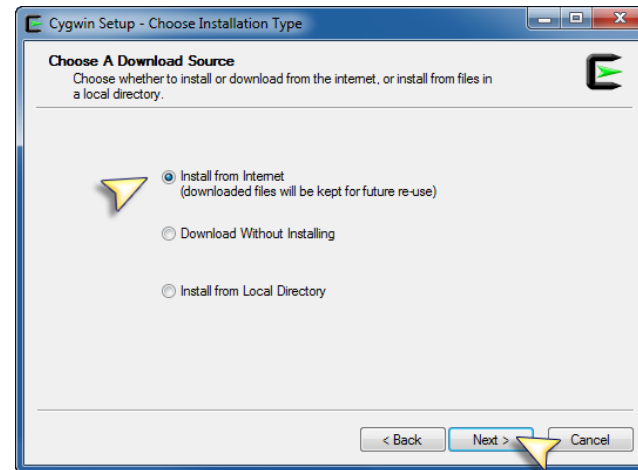 Cygwin Setup - Choose Installation Type
Choose A Download Source
Choose whether to install or download from the internet, or install from files in
a local directory.
Install from Internet
(downloaded files will be kept for future re-use)
Download Without Installing
Install from Local Directory
< Back
Next >
Cancel